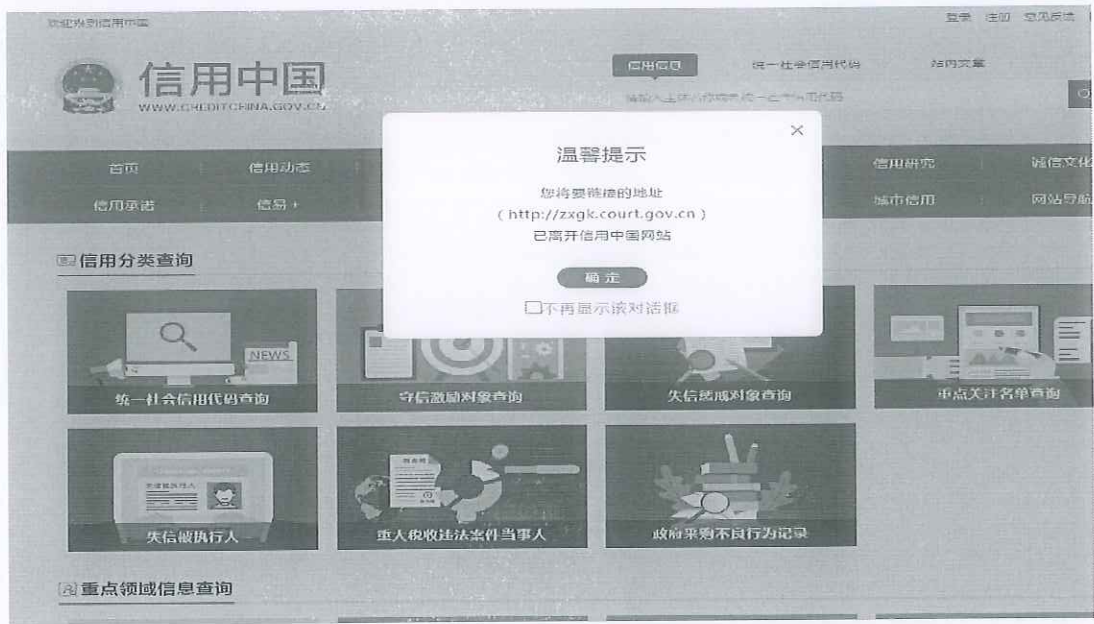 欢迎来到信用中国
登录 注册 意见反馈
信用中国
WWW.CREDITCHINA.GOV.CN
信用信息 统一社会信用代码 站内文章
温馨提示
您将要链接的地址
( http://zxgk.court.gov.cn )
已离开信用中国网站
确定
不再显示该对话框
首页 信用动态 信用研究 诚信文化
信用承诺 信易+ 城市信用 网站导航
信用分类查询
NEWS
统一社会信用代码查询 守信激励对象查询 失信惩戒对象查询 重点关注名单查询
失信被执行人 重大税收违法案件当事人 政府采购不良行为记录
重点领域信息查询